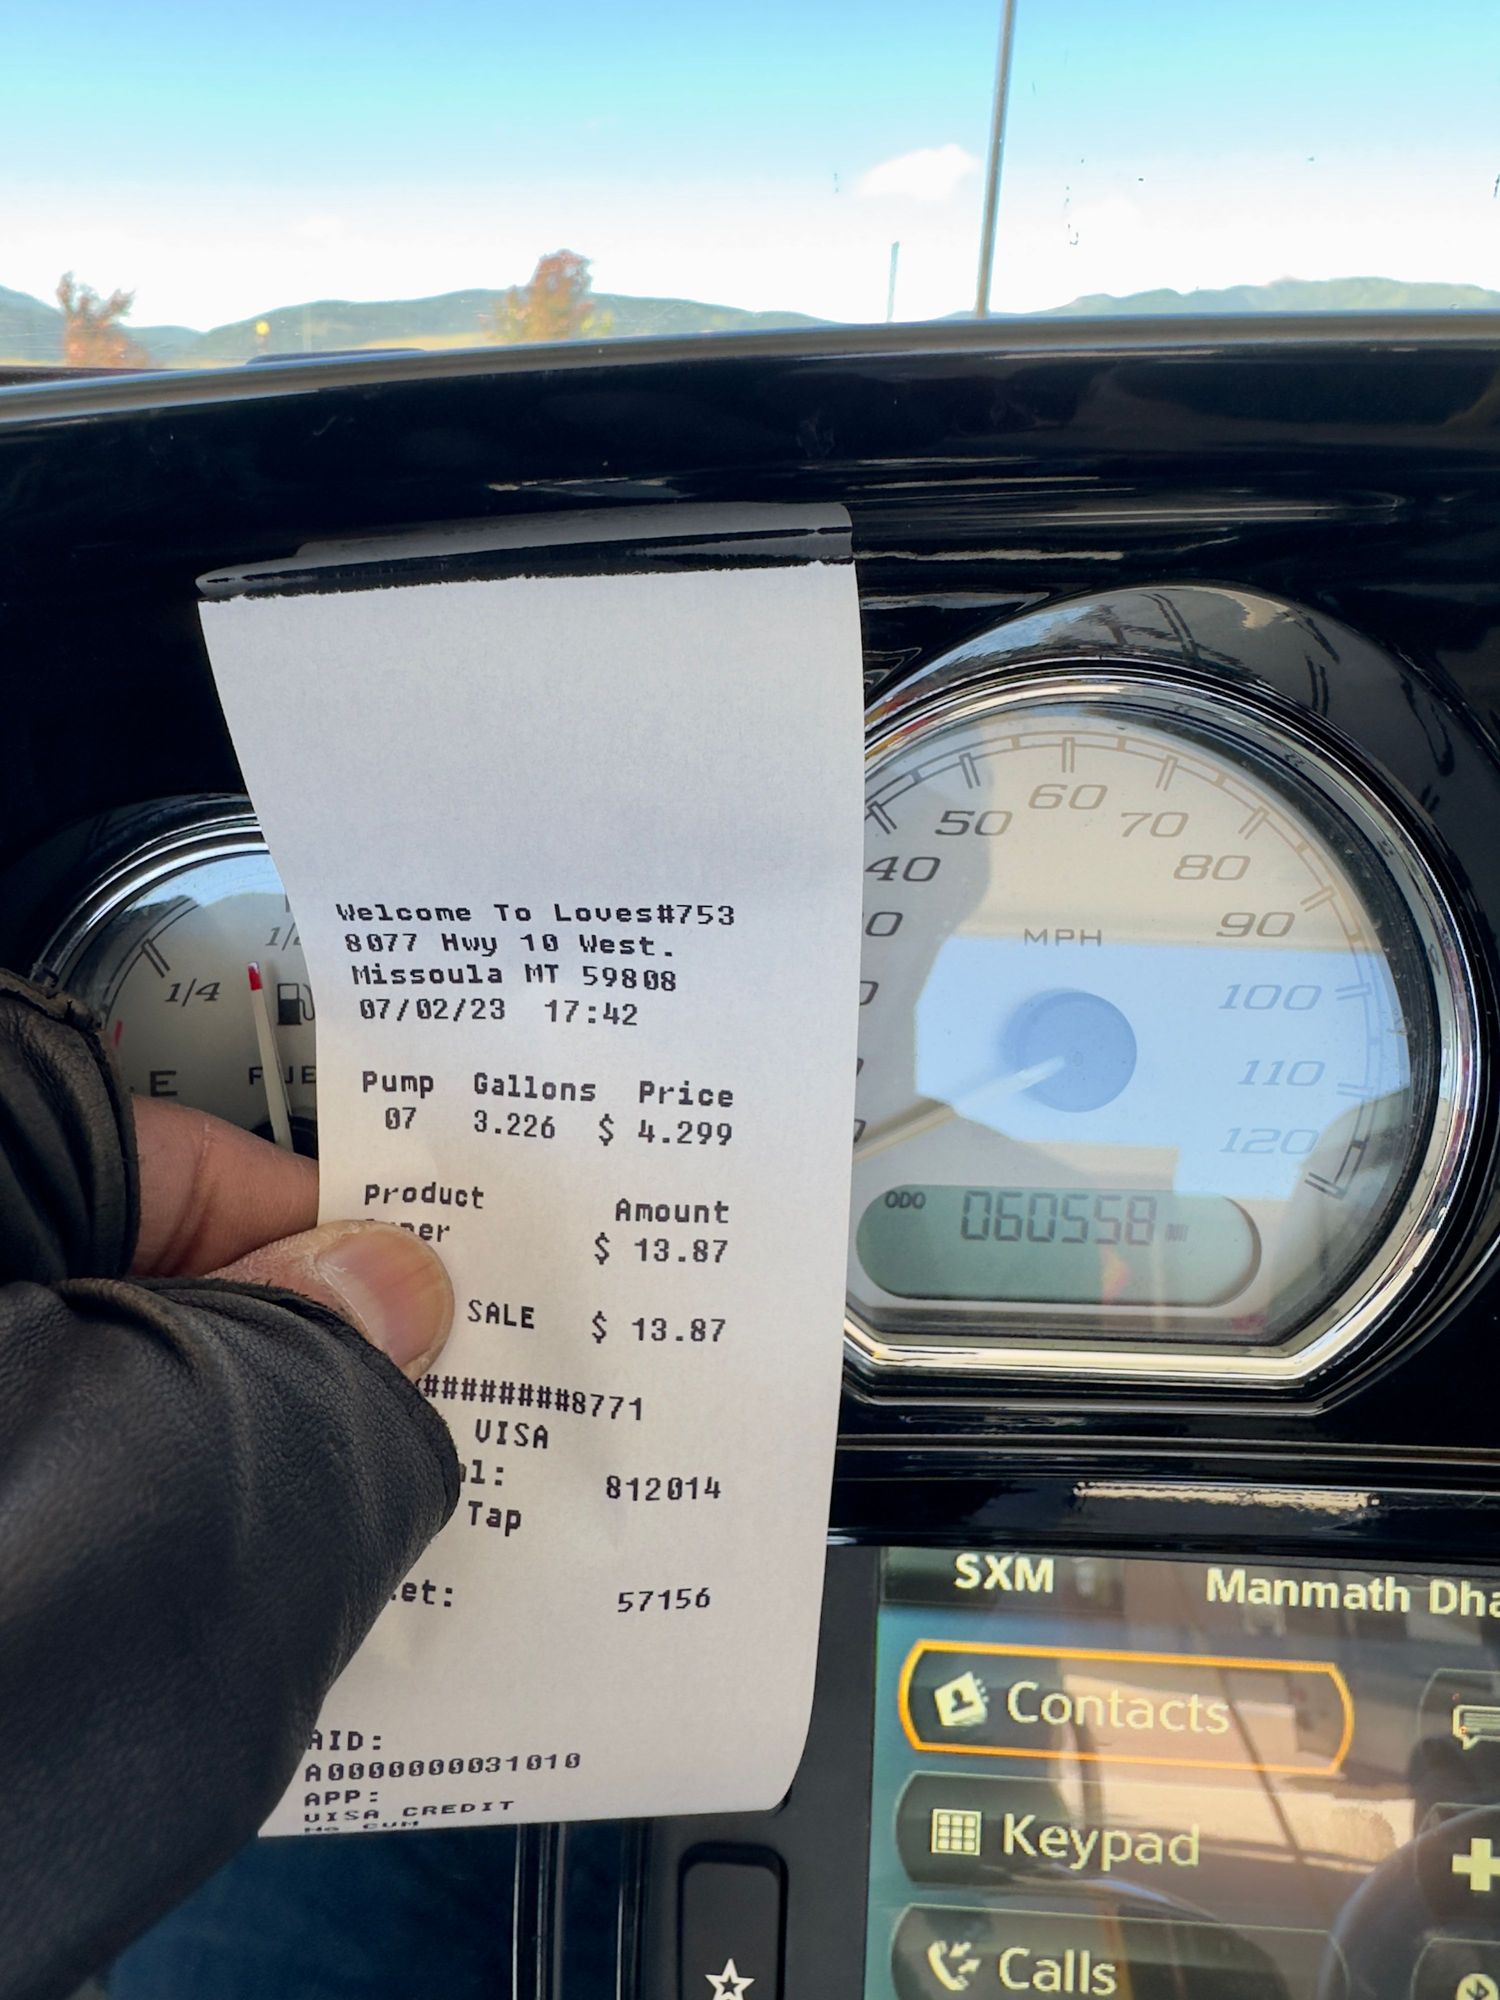 Welcome To Loves#753
8077 Hwy 10 West.
Missoula MT 59808
07/02/23 17:42
Pump Gallons Price
07 3.226 $ 4.299
Product Amount
$ 13.87
SALE $ 13.87
########8771
VISA
812014
Tap
57156
AID:
A0000000031010
APP:
VISA CREDIT
1/4
E FUE
40 50 60 70 80 90 100 110 120
MPH
ODO 060558
SXM Manmath Dha
Contacts
Keypad
Calls